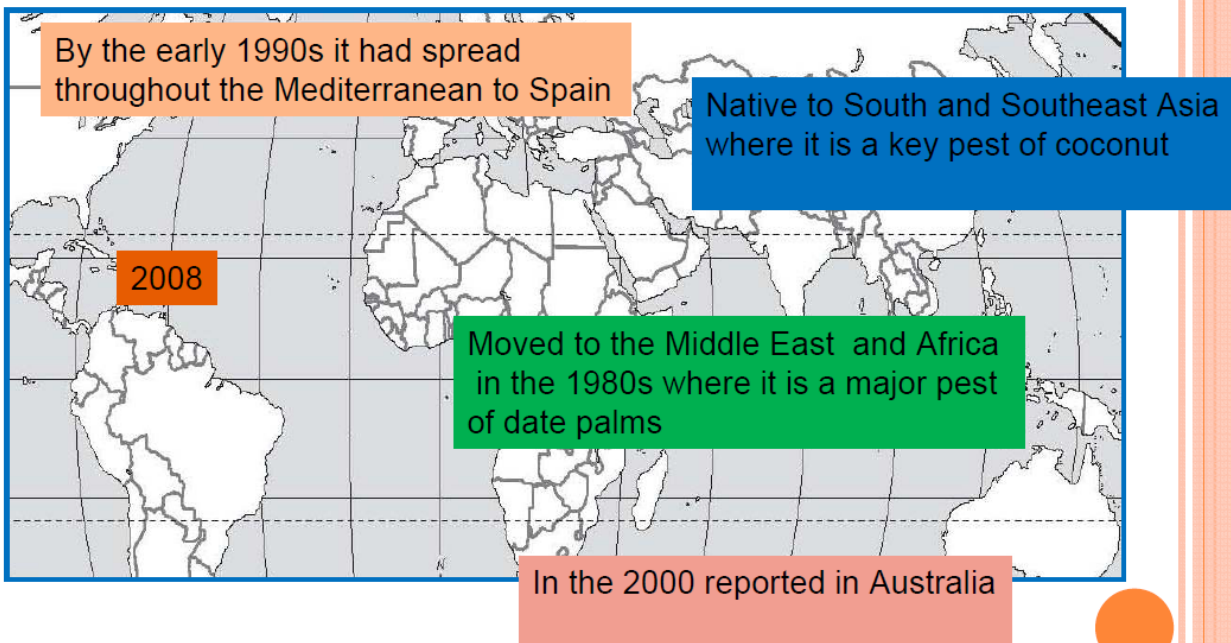 By the early 1990s it had spread
throughout the Mediterranean to Spain
Native to South and Southeast Asia
where it is a key pest of coconut
2008
Moved to the Middle East and Africa
in the 1980s where it is a major pest
of date palms
N
In the 2000 reported in Australia